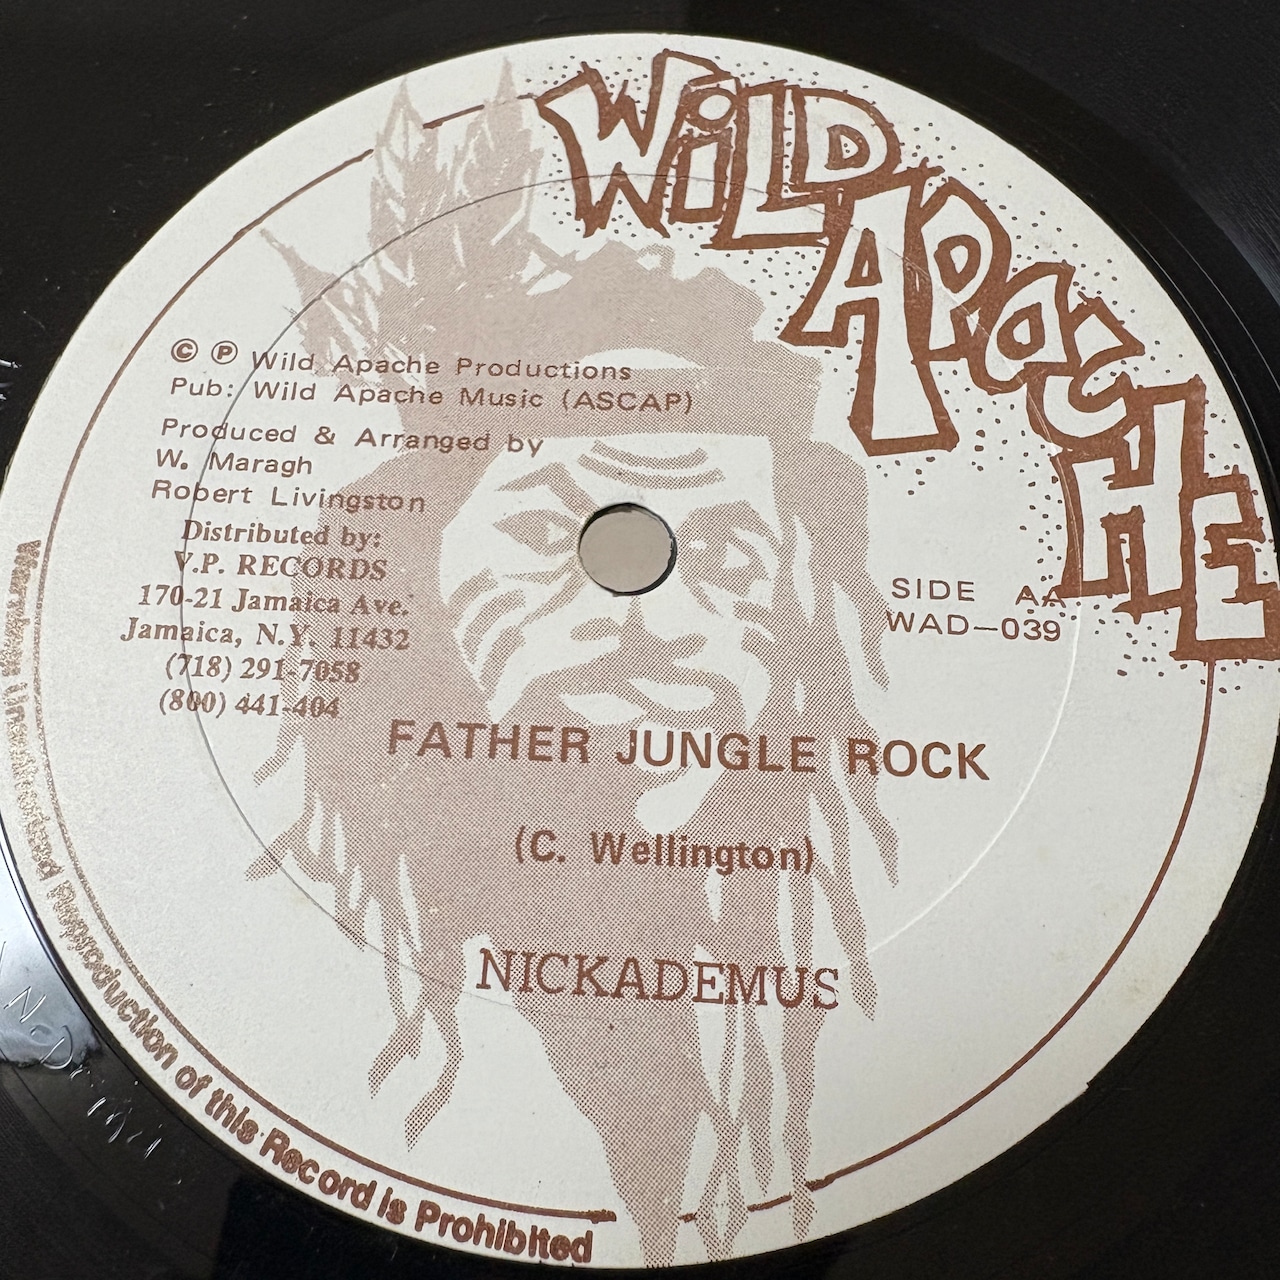 WiLD
APACHE
© ℗ Wild Apache Productions
Pub: Wild Apache Music (ASCAP)
Produced & Arranged by
W. Maragh
Robert Livingston
Distributed by:
V.P. RECORDS
170-21 Jamaica Ave.
Jamaica, N.Y. 11432
(718) 291-7058
(800) 441-404
SIDE AA
WAD-039
FATHER JUNGLE ROCK
(C. Wellington)
NICKADEMUS
Unauthorized Reproduction of this Record is Prohibited